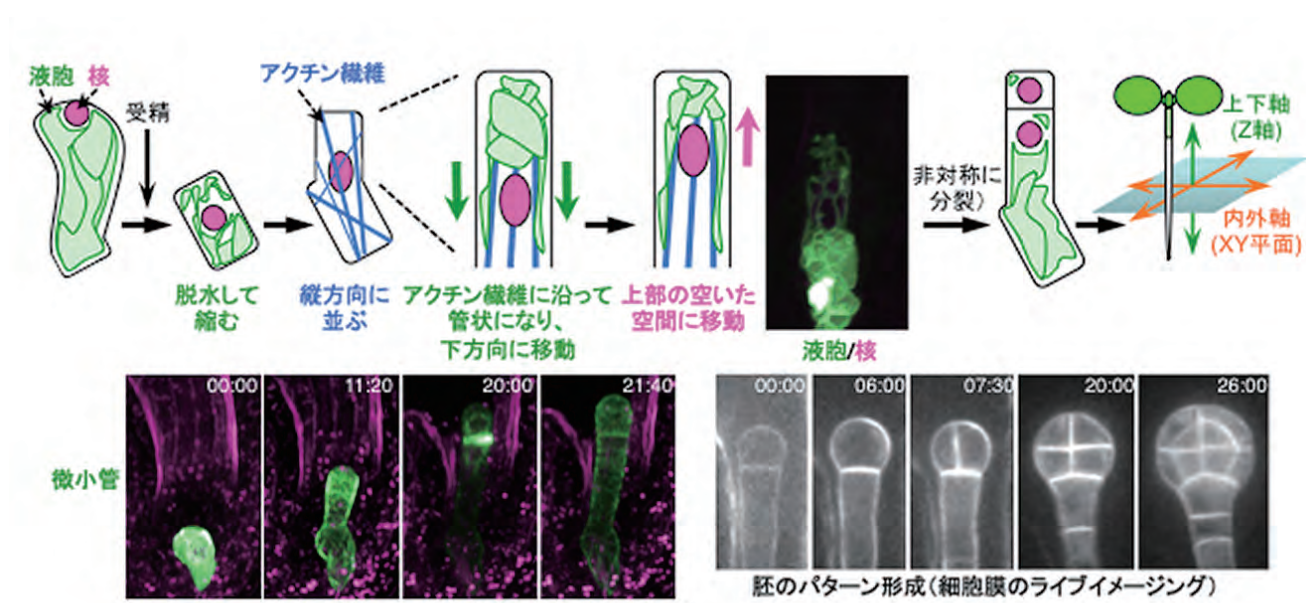 液胞 核
受精
アクチン繊維
脱水して
縮む
縦方向に
並ぶ
アクチン繊維に沿って
管状になり、
下方向に移動
上部の空いた
空間に移動
液胞/核
非対称に
分裂)
上下軸
(Z軸)
内外軸
(XY平面)
微小管
00:00
11:20
20:00
21:40
00:00
06:00
07:30
20:00
26:00
胚のパターン形成(細胞膜のライブイメージング)